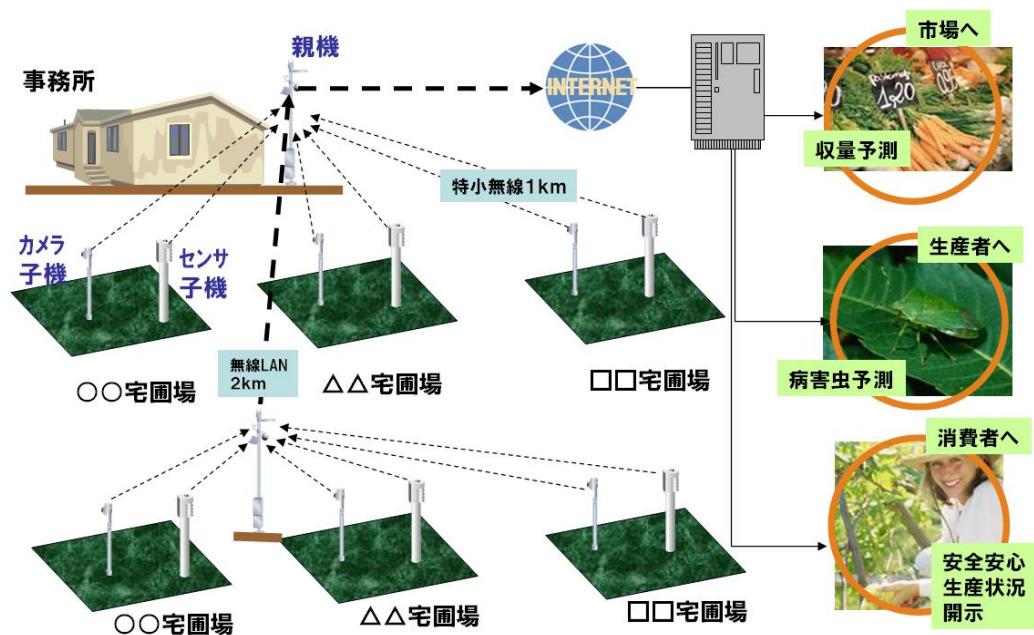 親機
事務所
INTERNET
市場へ
1,20
収量予測
特小無線1km
カメラ
子機
センサ
子機
生産者へ
無線LAN
2km
○○宅圃場
△△宅圃場
□□宅圃場
病害虫予測
消費者へ
安全安心
生産状況
開示
○○宅圃場
△△宅圃場
□□宅圃場